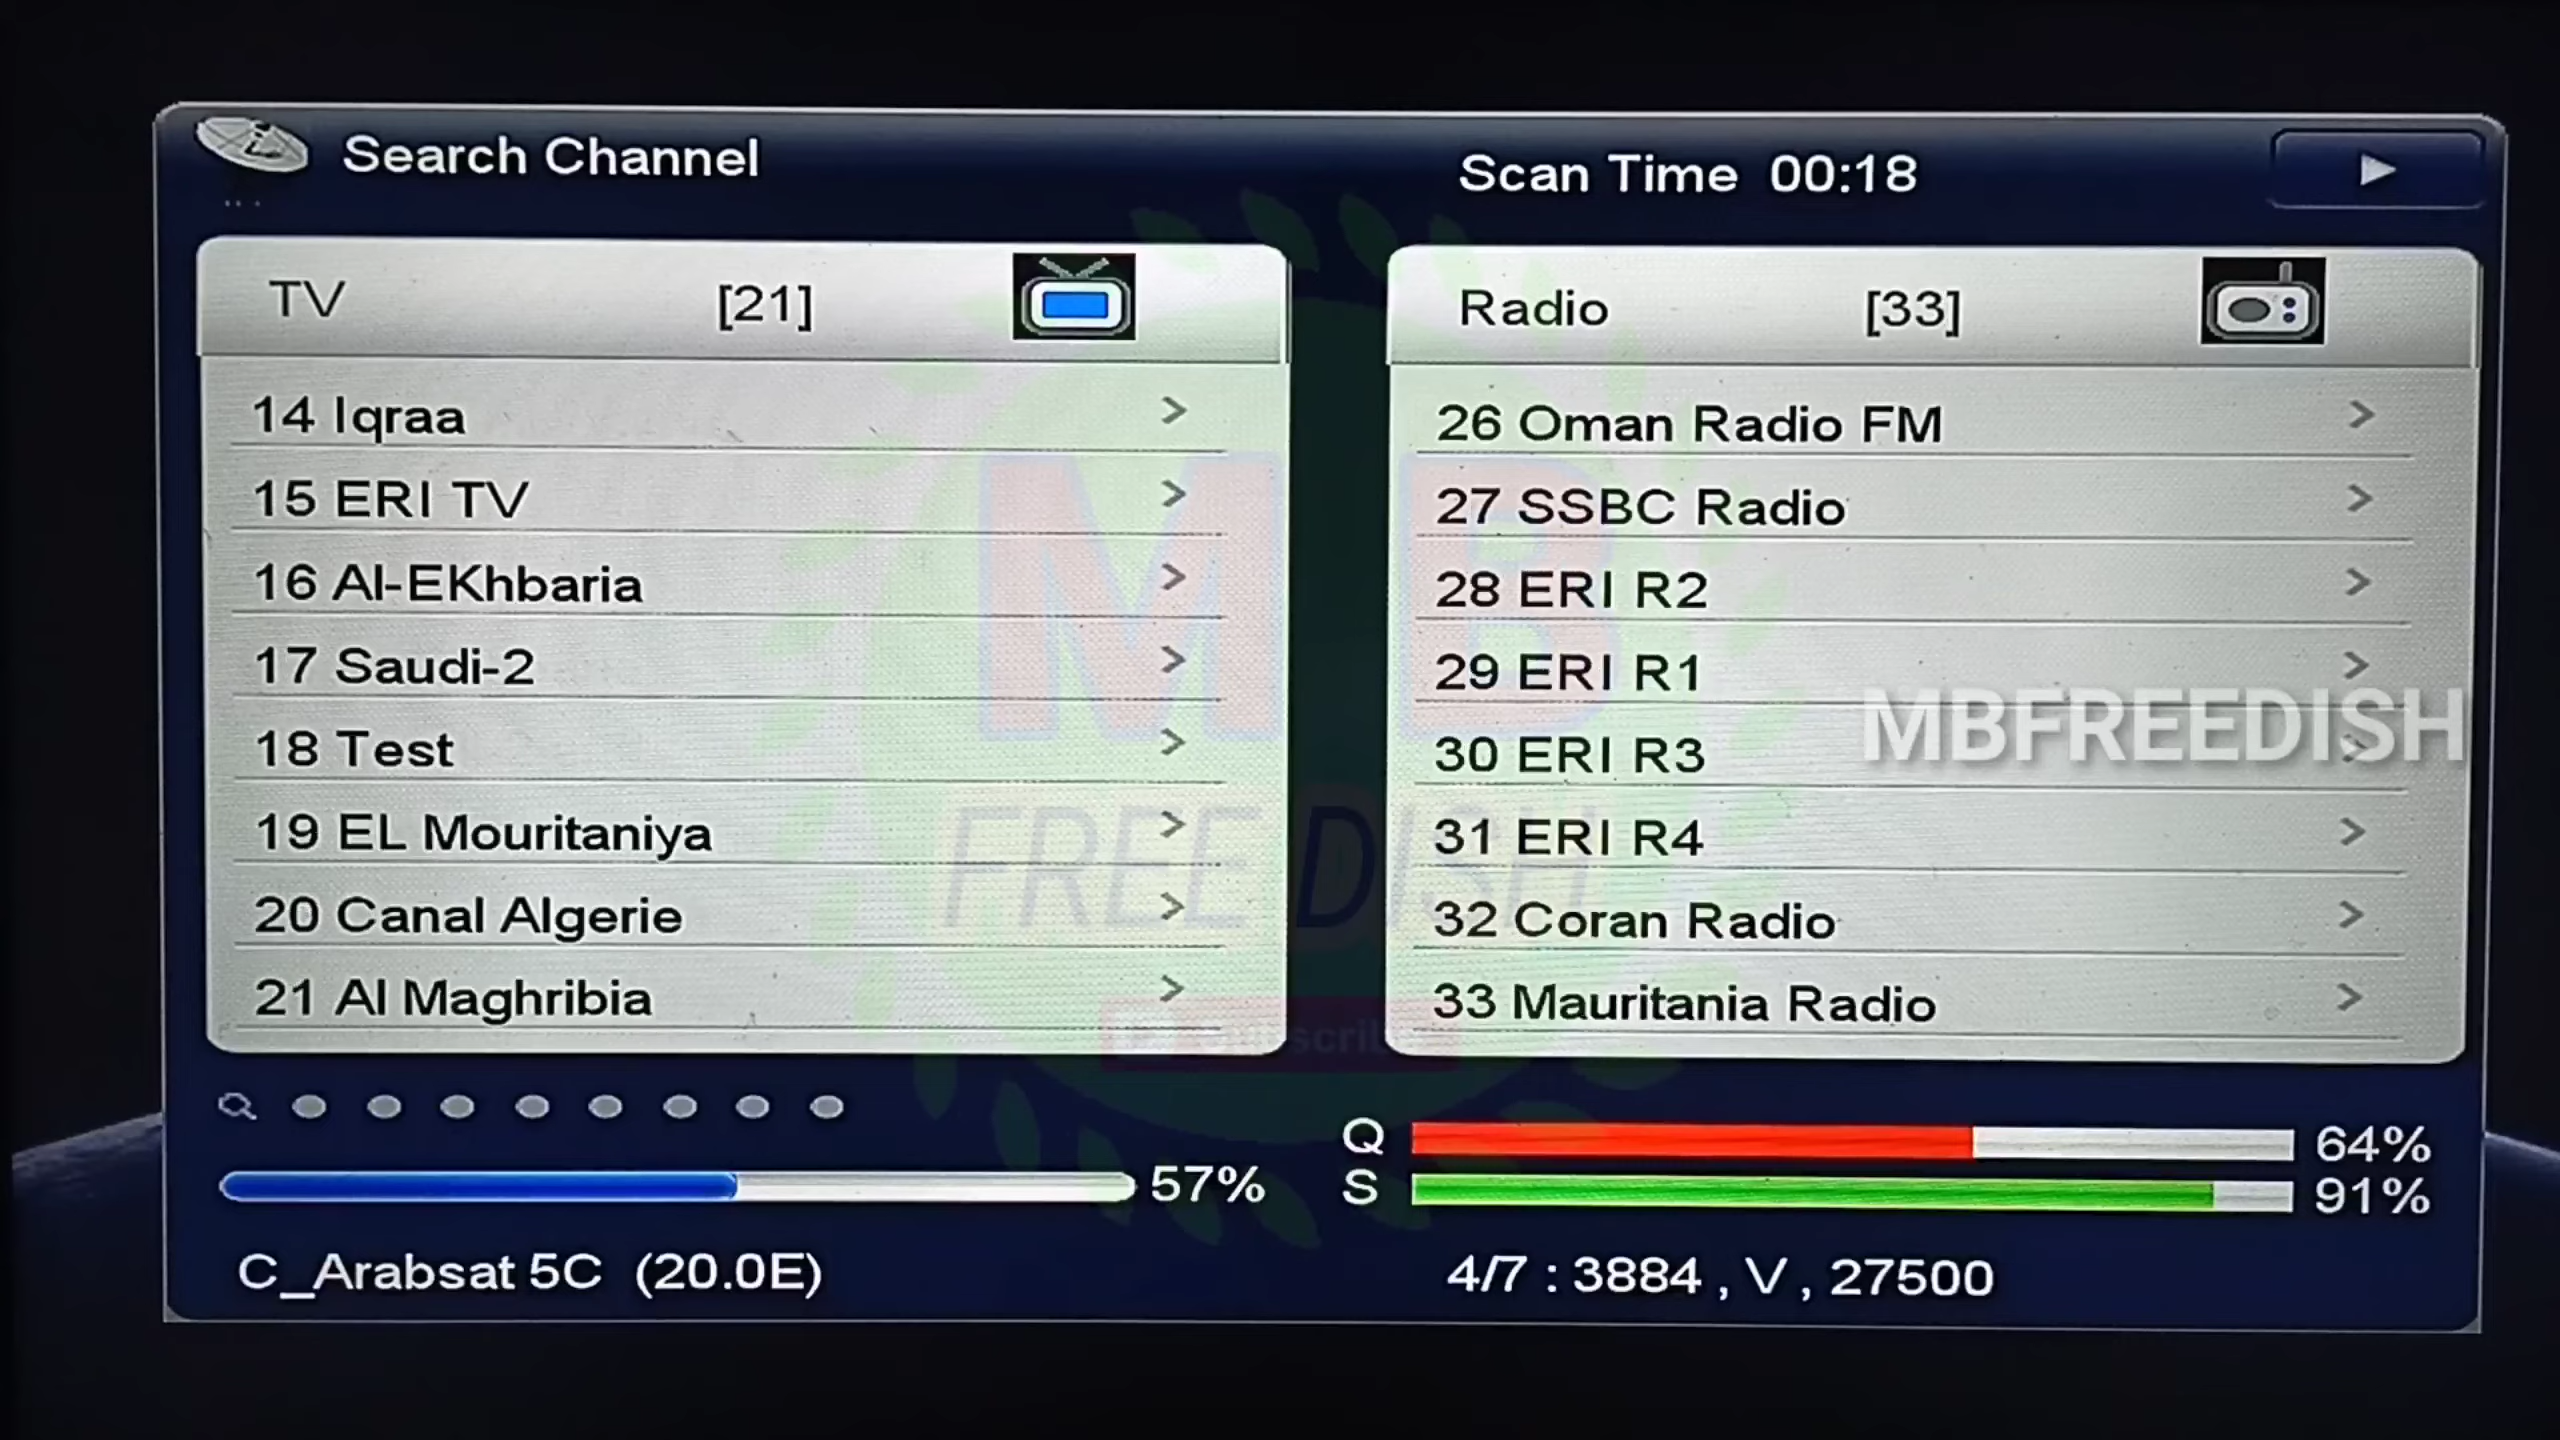 Search Channel
Scan Time 00:18
TV [21]
14 Iqraa
15 ERI TV
16 Al-EKhbaria
17 Saudi-2
18 Test
19 EL Mouritaniya
20 Canal Algerie
21 Al Maghribia
Radio [33]
26 Oman Radio FM
27 SSBC Radio
28 ERI R2
29 ERI R1
30 ERI R3
31 ERI R4
32 Coran Radio
33 Mauritania Radio
MBFREEDISH
MB
FREE DISH
57%
Q 64%
S 91%
C_Arabsat 5C (20.0E)
4/7 : 3884 , V , 27500